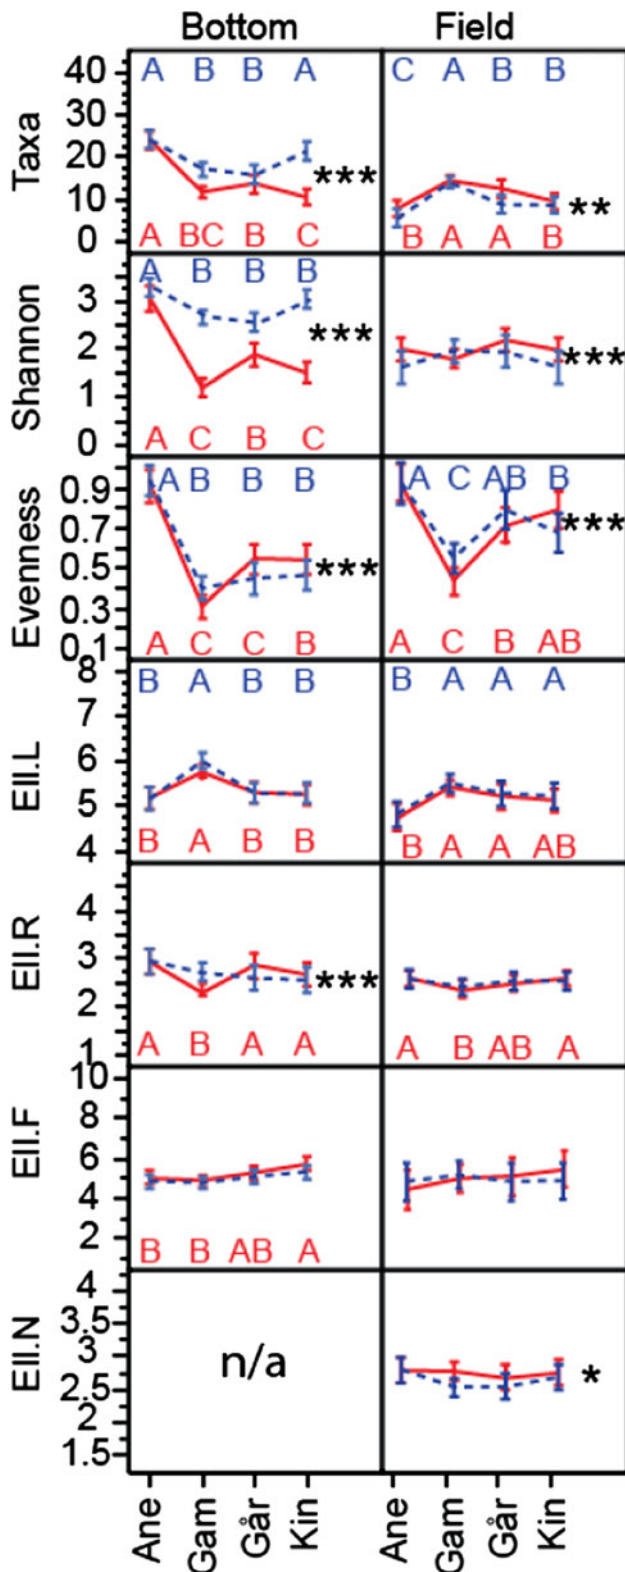 Bottom Field
Taxa
40
30
20
10
0
A B B A
***
A BC B C
C A B B
**
B A A B
Shannon
3
2
1
0
A B B B
***
A C B C
***
Evenness
0.9
0.7
0.5
0.3
0.1
A B B B
***
A C C B
A C AB B
***
A C B AB
Ell.L
8
7
6
5
4
B A B B
B A B B
B A A A
B A A AB
Ell.R
4
3
2
1
***
A B A A
A B AB A
Ell.F
10
8
6
4
2
B B AB A
Ell.N
4
3.5
3
2.5
2
1.5
n/a
*
Ane Gam Går Kin
Ane Gam Går Kin